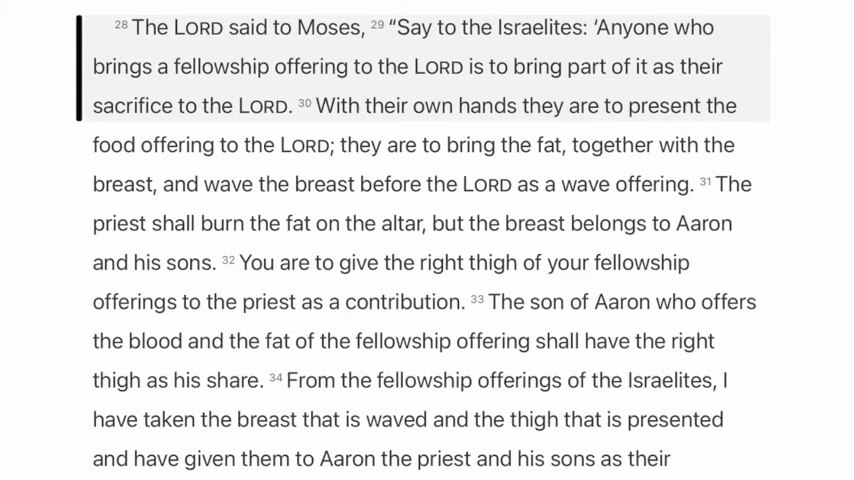 28 The LORD said to Moses, 29 “Say to the Israelites: ‘Anyone who
brings a fellowship offering to the LORD is to bring part of it as their
sacrifice to the LORD. 30 With their own hands they are to present the
food offering to the LORD; they are to bring the fat, together with the
breast, and wave the breast before the LORD as a wave offering. 31 The
priest shall burn the fat on the altar, but the breast belongs to Aaron
and his sons. 32 You are to give the right thigh of your fellowship
offerings to the priest as a contribution. 33 The son of Aaron who offers
the blood and the fat of the fellowship offering shall have the right
thigh as his share. 34 From the fellowship offerings of the Israelites, I
have taken the breast that is waved and the thigh that is presented
and have given them to Aaron the priest and his sons as their